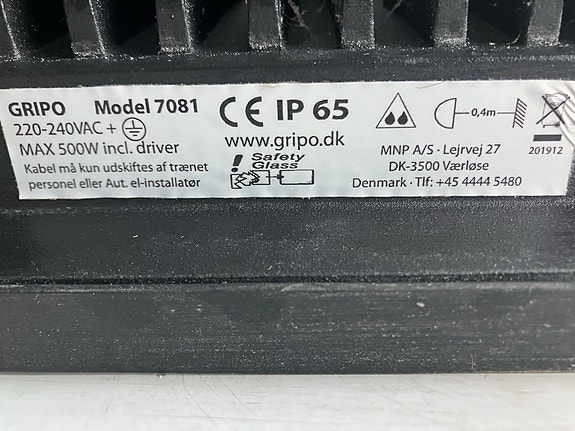 GRIPO Model 7081
220-240VAC +
MAX 500W incl. driver
Kabel må kun udskiftes af trænet
personel eller Aut. el-installatør
CE IP 65
www.gripo.dk
! Safety
Glass
0,4m
MNP A/S · Lejrvej 27
DK-3500 Værløse
Danmark · Tlf: +45 4444 5480
201912